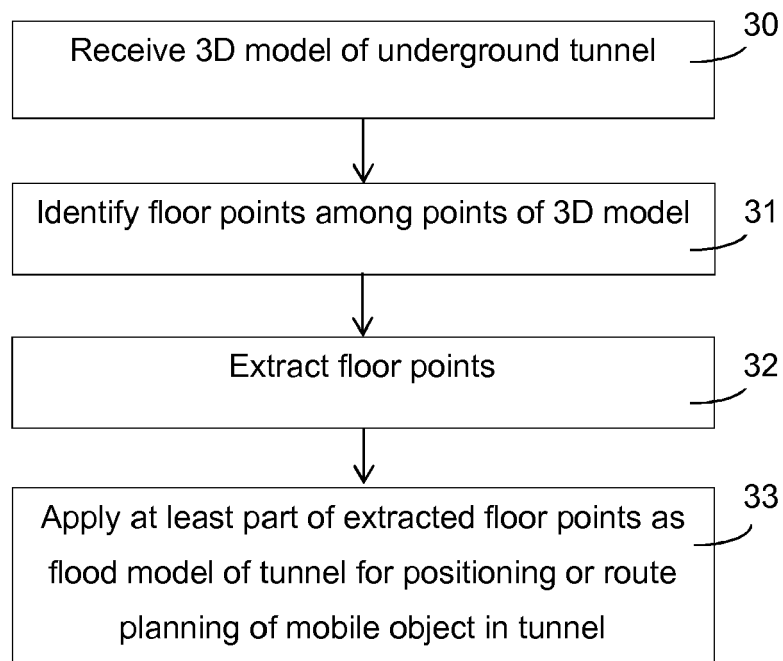 Receive 3D model of underground tunnel
30
Identify floor points among points of 3D model
31
Extract floor points
32
Apply at least part of extracted floor points as
flood model of tunnel for positioning or route
planning of mobile object in tunnel
33